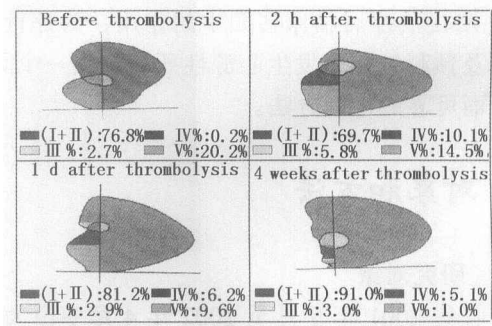 Before thrombolysis
(I+II):76.8% IV%:0.2%
III%:2.7% V%:20.2%
2 h after thrombolysis
(I+II):69.7% IV%:10.1%
III%:5.8% V%:14.5%
1 d after thrombolysis
(I+II):81.2% IV%:6.2%
III%:2.9% V%:9.6%
4 weeks after thrombolysis
(I+II):91.0% IV%:5.1%
III%:3.0% V%:1.0%